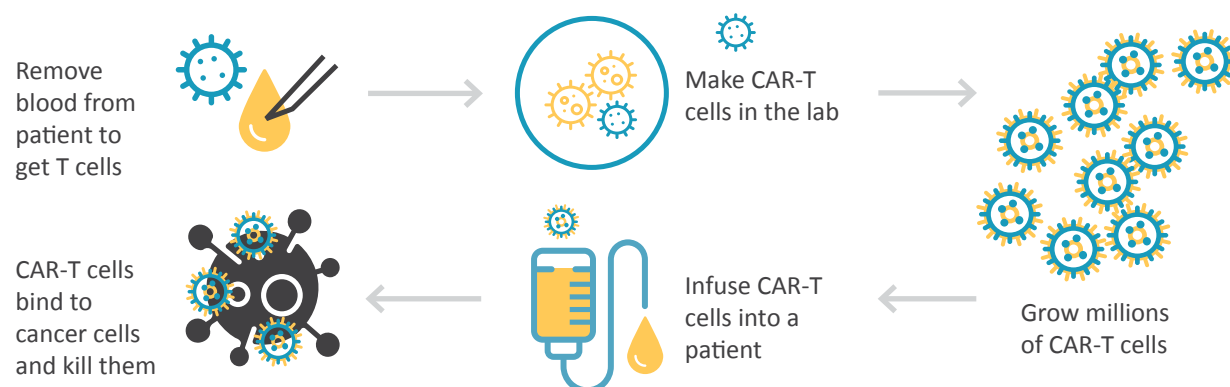 Remove
blood from
patient to
get T cells
Make CAR-T
cells in the lab
Grow millions
of CAR-T cells
Infuse CAR-T
cells into a
patient
CAR-T cells
bind to
cancer cells
and kill them